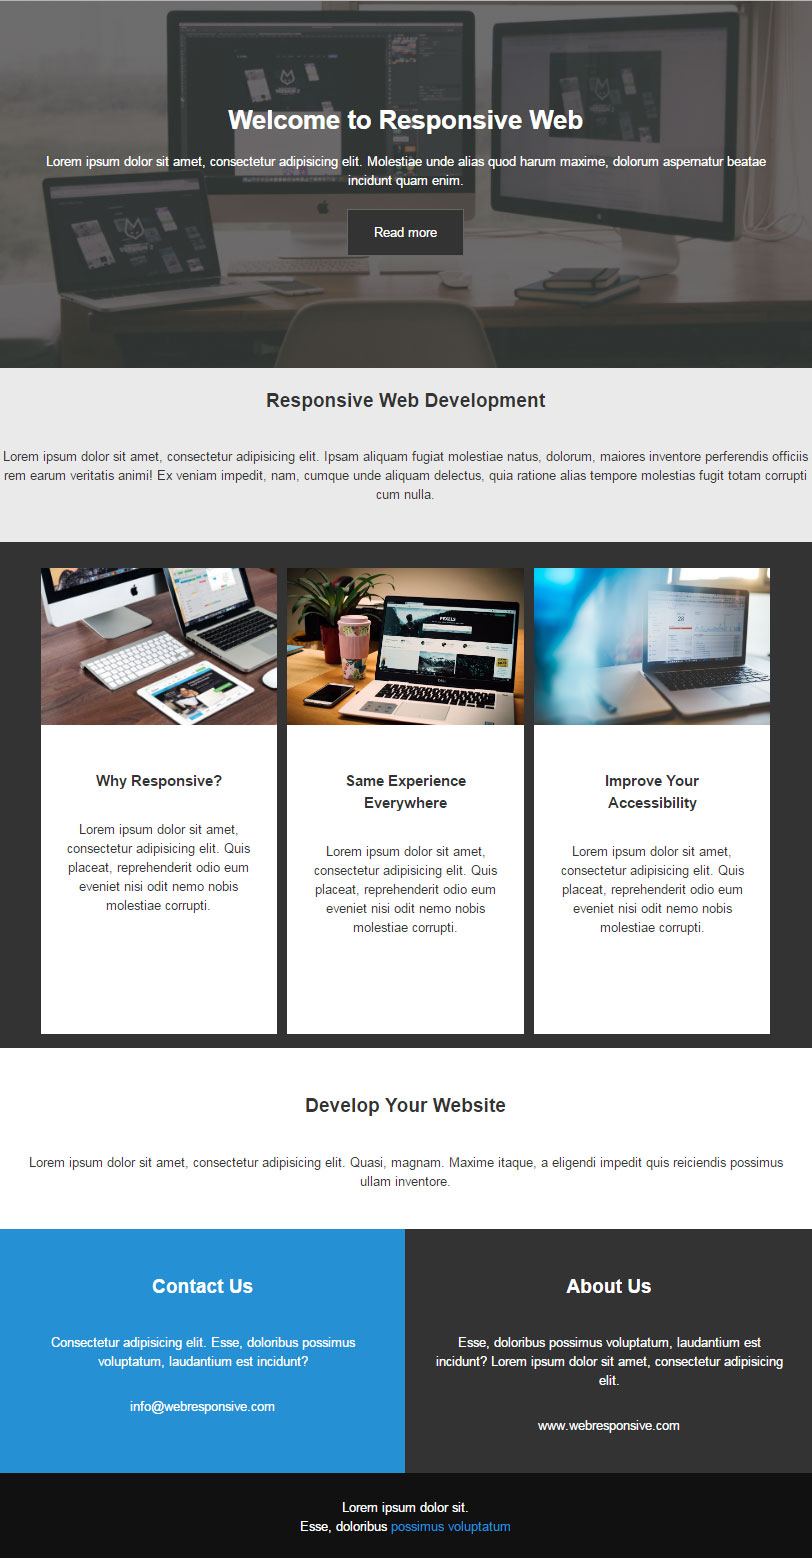 Welcome to Responsive Web
Lorem ipsum dolor sit amet, consectetur adipisicing elit. Molestiae unde alias quod harum maxime, dolorum aspernatur beatae
incidunt quam enim.
Read more
Responsive Web Development
Lorem ipsum dolor sit amet, consectetur adipisicing elit. Ipsam aliquam fugiat molestiae natus, dolorum, maiores inventore perferendis officiis
rem earum veritatis animi! Ex veniam impedit, nam, cumque unde aliquam delectus, quia ratione alias tempore molestias fugit totam corrupti
cum nulla.
PEXELS
DELL
28
Why Responsive?
Lorem ipsum dolor sit amet,
consectetur adipisicing elit. Quis
placeat, reprehenderit odio eum
eveniet nisi odit nemo nobis
molestiae corrupti.
Same Experience
Everywhere
Lorem ipsum dolor sit amet,
consectetur adipisicing elit. Quis
placeat, reprehenderit odio eum
eveniet nisi odit nemo nobis
molestiae corrupti.
Improve Your
Accessibility
Lorem ipsum dolor sit amet,
consectetur adipisicing elit. Quis
placeat, reprehenderit odio eum
eveniet nisi odit nemo nobis
molestiae corrupti.
Develop Your Website
Lorem ipsum dolor sit amet, consectetur adipisicing elit. Quasi, magnam. Maxime itaque, a eligendi impedit quis reiciendis possimus
ullam inventore.
Contact Us
Consectetur adipisicing elit. Esse, doloribus possimus
voluptatum, laudantium est incidunt?
info@webresponsive.com
About Us
Esse, doloribus possimus voluptatum, laudantium est
incidunt? Lorem ipsum dolor sit amet, consectetur adipisicing
elit.
www.webresponsive.com
Lorem ipsum dolor sit.
Esse, doloribus possimus voluptatum